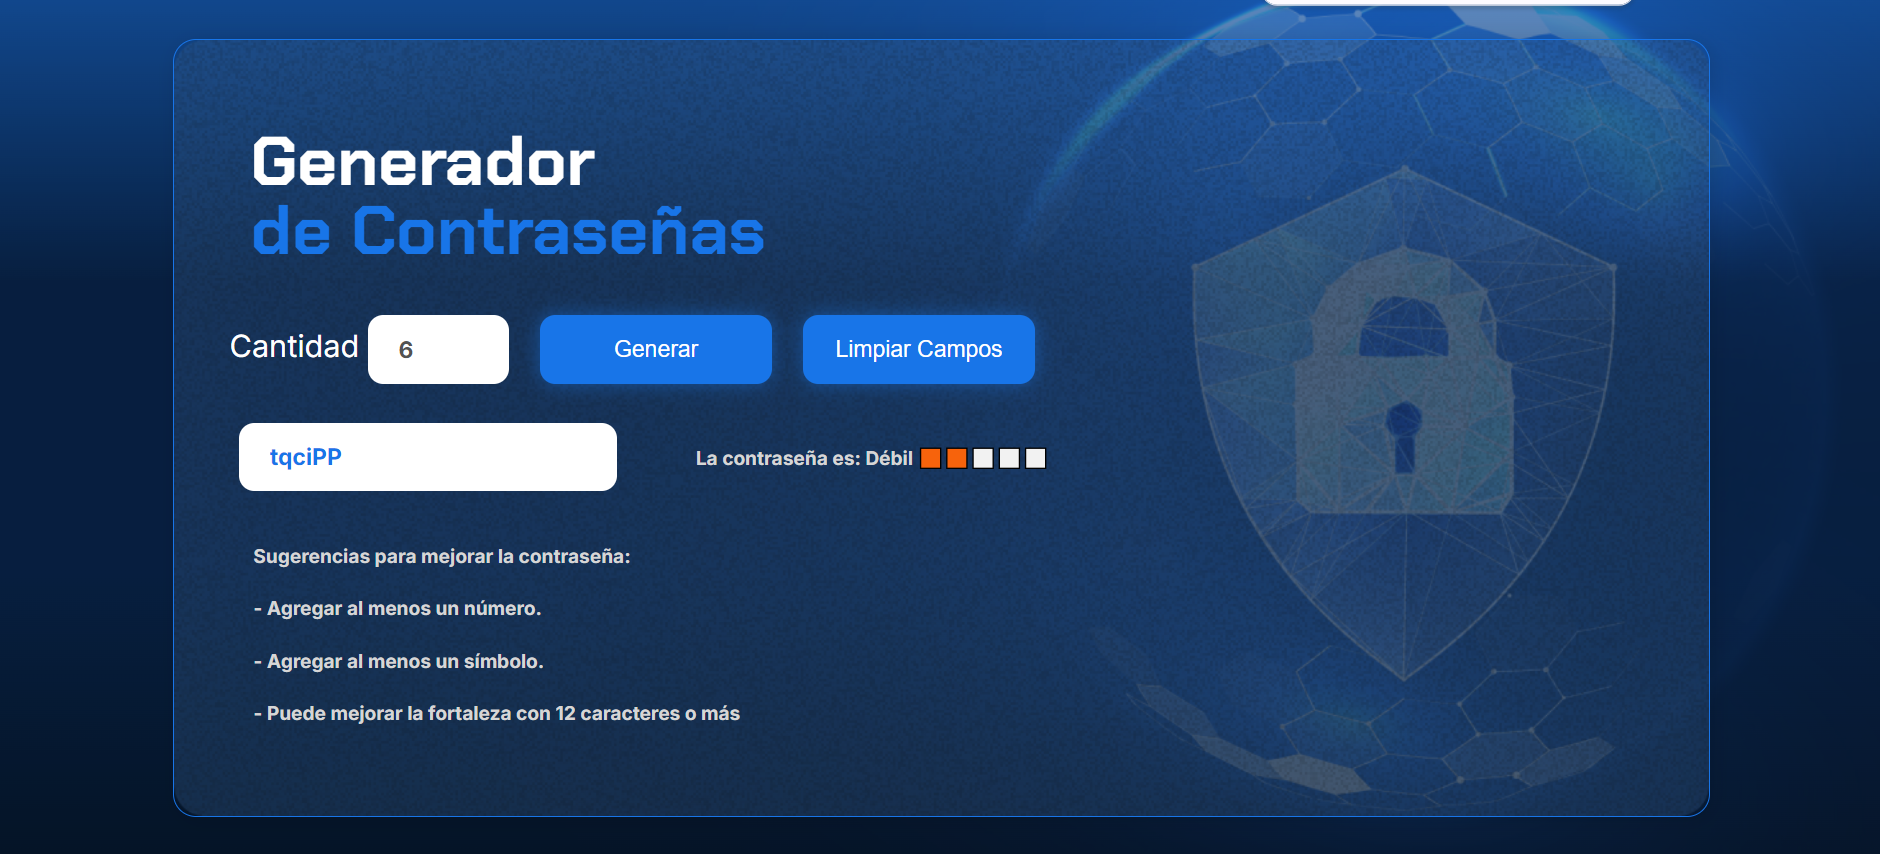 Generador
de Contraseñas
Cantidad 6 Generar Limpiar Campos
tqciPP La contraseña es: Débil
Sugerencias para mejorar la contraseña:
- Agregar al menos un número.
- Agregar al menos un símbolo.
- Puede mejorar la fortaleza con 12 caracteres o más